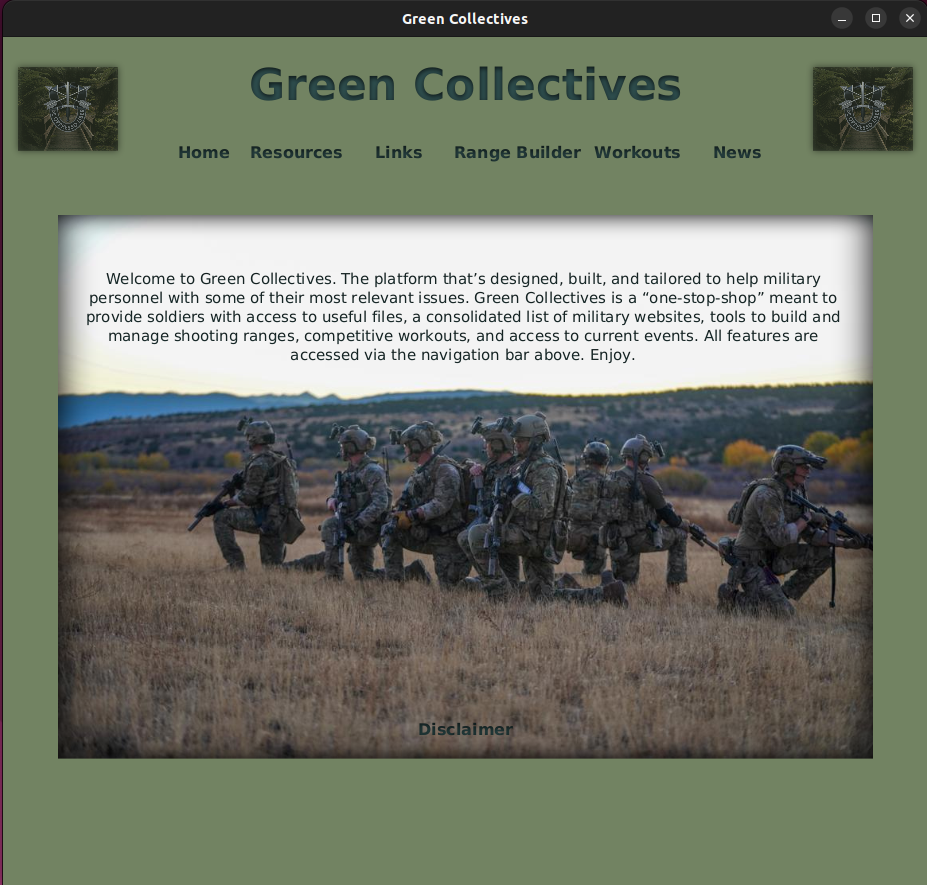 Green Collectives
Green Collectives
Home Resources Links Range Builder Workouts News
Welcome to Green Collectives. The platform that’s designed, built, and tailored to help military
personnel with some of their most relevant issues. Green Collectives is a “one-stop-shop” meant to
provide soldiers with access to useful files, a consolidated list of military websites, tools to build and
manage shooting ranges, competitive workouts, and access to current events. All features are
accessed via the navigation bar above. Enjoy.
Disclaimer